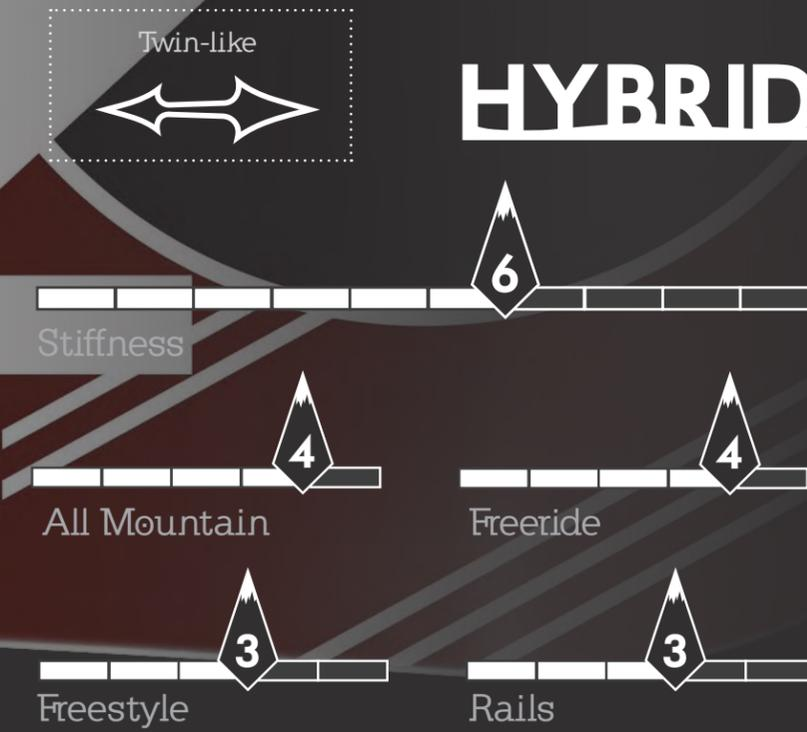 Twin-like
HYBRID
6
Stiffness
4
4
All Mountain
Freeride
3
3
Freestyle
Rails